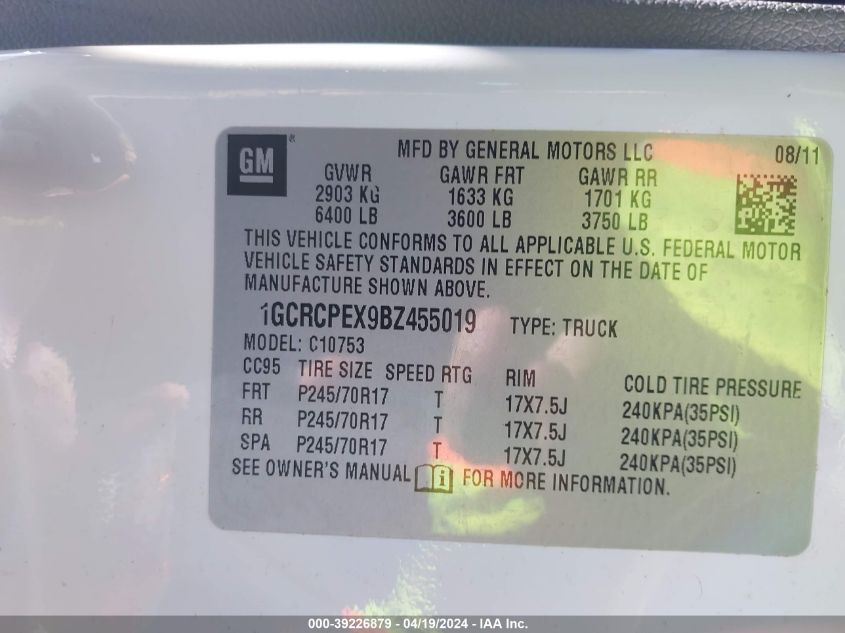 GM
MFD BY GENERAL MOTORS LLC 08/11
GVWR GAWR FRT GAWR RR
2903 KG 1633 KG 1701 KG
6400 LB 3600 LB 3750 LB
THIS VEHICLE CONFORMS TO ALL APPLICABLE U.S. FEDERAL MOTOR
VEHICLE SAFETY STANDARDS IN EFFECT ON THE DATE OF
MANUFACTURE SHOWN ABOVE.
1GCRCPEX9BZ455019 TYPE: TRUCK
MODEL: C10753
CC95 TIRE SIZE SPEED RTG RIM COLD TIRE PRESSURE
FRT P245/70R17 T 17X7.5J 240KPA(35PSI)
RR P245/70R17 T 17X7.5J 240KPA(35PSI)
SPA P245/70R17 T 17X7.5J 240KPA(35PSI)
SEE OWNER'S MANUAL i FOR MORE INFORMATION.
000-39226879 - 04/19/2024 - IAA Inc.